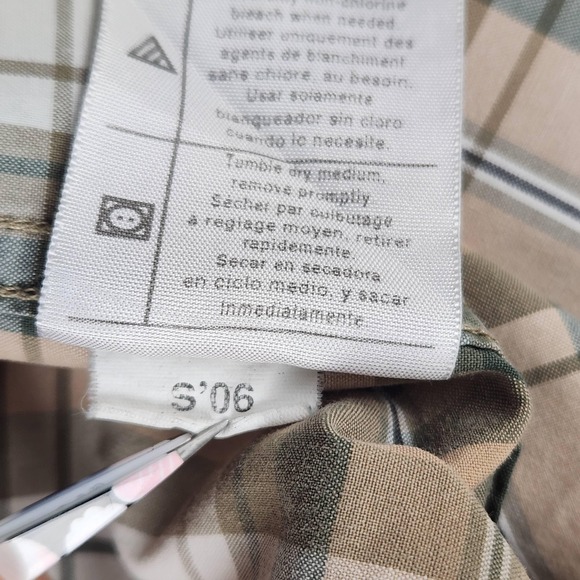 non-chlorine
bleach when needed
Utiliser uniquement des
agents de blanchiment
sans chlore, au besoin.
Usar solamente
blanqueador sin cloro
cuando lo necesite.
Tumble dry medium,
remove promptly
Sécher par culbutage
à réglage moyen, retirer
rapidement.
Secar en secadora
en ciclo medio, y sacar
inmediatamente
S'06